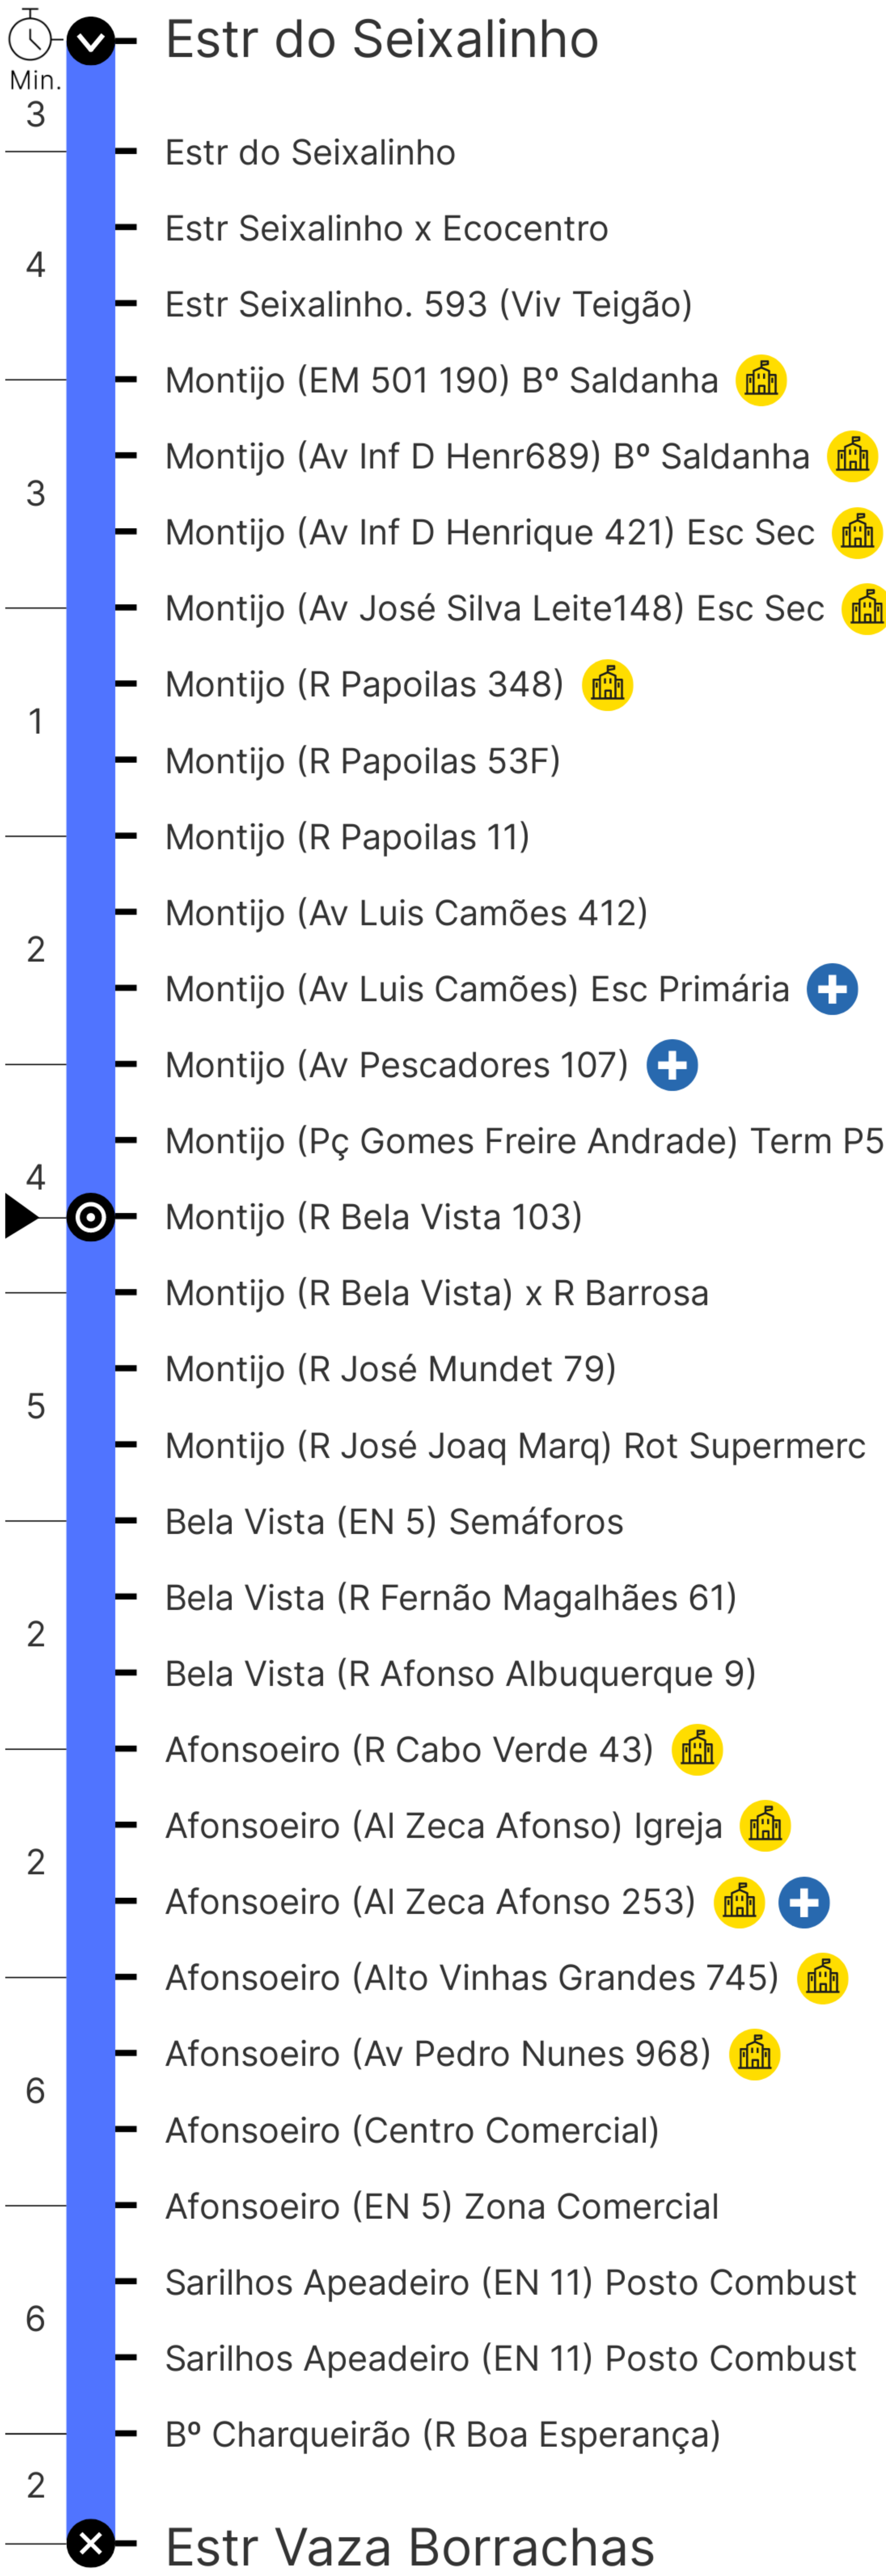 Estr do Seixalinho
Min.
3
Estr do Seixalinho
Estr Seixalinho x Ecocentro
4
Estr Seixalinho. 593 (Viv Teigão)
Montijo (EM 501 190) Bº Saldanha
Montijo (Av Inf D Henr689) Bº Saldanha
3
Montijo (Av Inf D Henrique 421) Esc Sec
Montijo (Av José Silva Leite148) Esc Sec
Montijo (R Papoilas 348)
1
Montijo (R Papoilas 53F)
Montijo (R Papoilas 11)
Montijo (Av Luis Camões 412)
2
Montijo (Av Luis Camões) Esc Primária
Montijo (Av Pescadores 107)
Montijo (Pç Gomes Freire Andrade) Term P5
4
Montijo (R Bela Vista 103)
Montijo (R Bela Vista) x R Barrosa
Montijo (R José Mundet 79)
5
Montijo (R José Joaq Marq) Rot Supermerc
Bela Vista (EN 5) Semáforos
Bela Vista (R Fernão Magalhães 61)
2
Bela Vista (R Afonso Albuquerque 9)
Afonsoeiro (R Cabo Verde 43)
Afonsoeiro (Al Zeca Afonso) Igreja
2
Afonsoeiro (Al Zeca Afonso 253)
Afonsoeiro (Alto Vinhas Grandes 745)
Afonsoeiro (Av Pedro Nunes 968)
6
Afonsoeiro (Centro Comercial)
Afonsoeiro (EN 5) Zona Comercial
Sarilhos Apeadeiro (EN 11) Posto Combust
6
Sarilhos Apeadeiro (EN 11) Posto Combust
Bº Charqueirão (R Boa Esperança)
2
Estr Vaza Borrachas